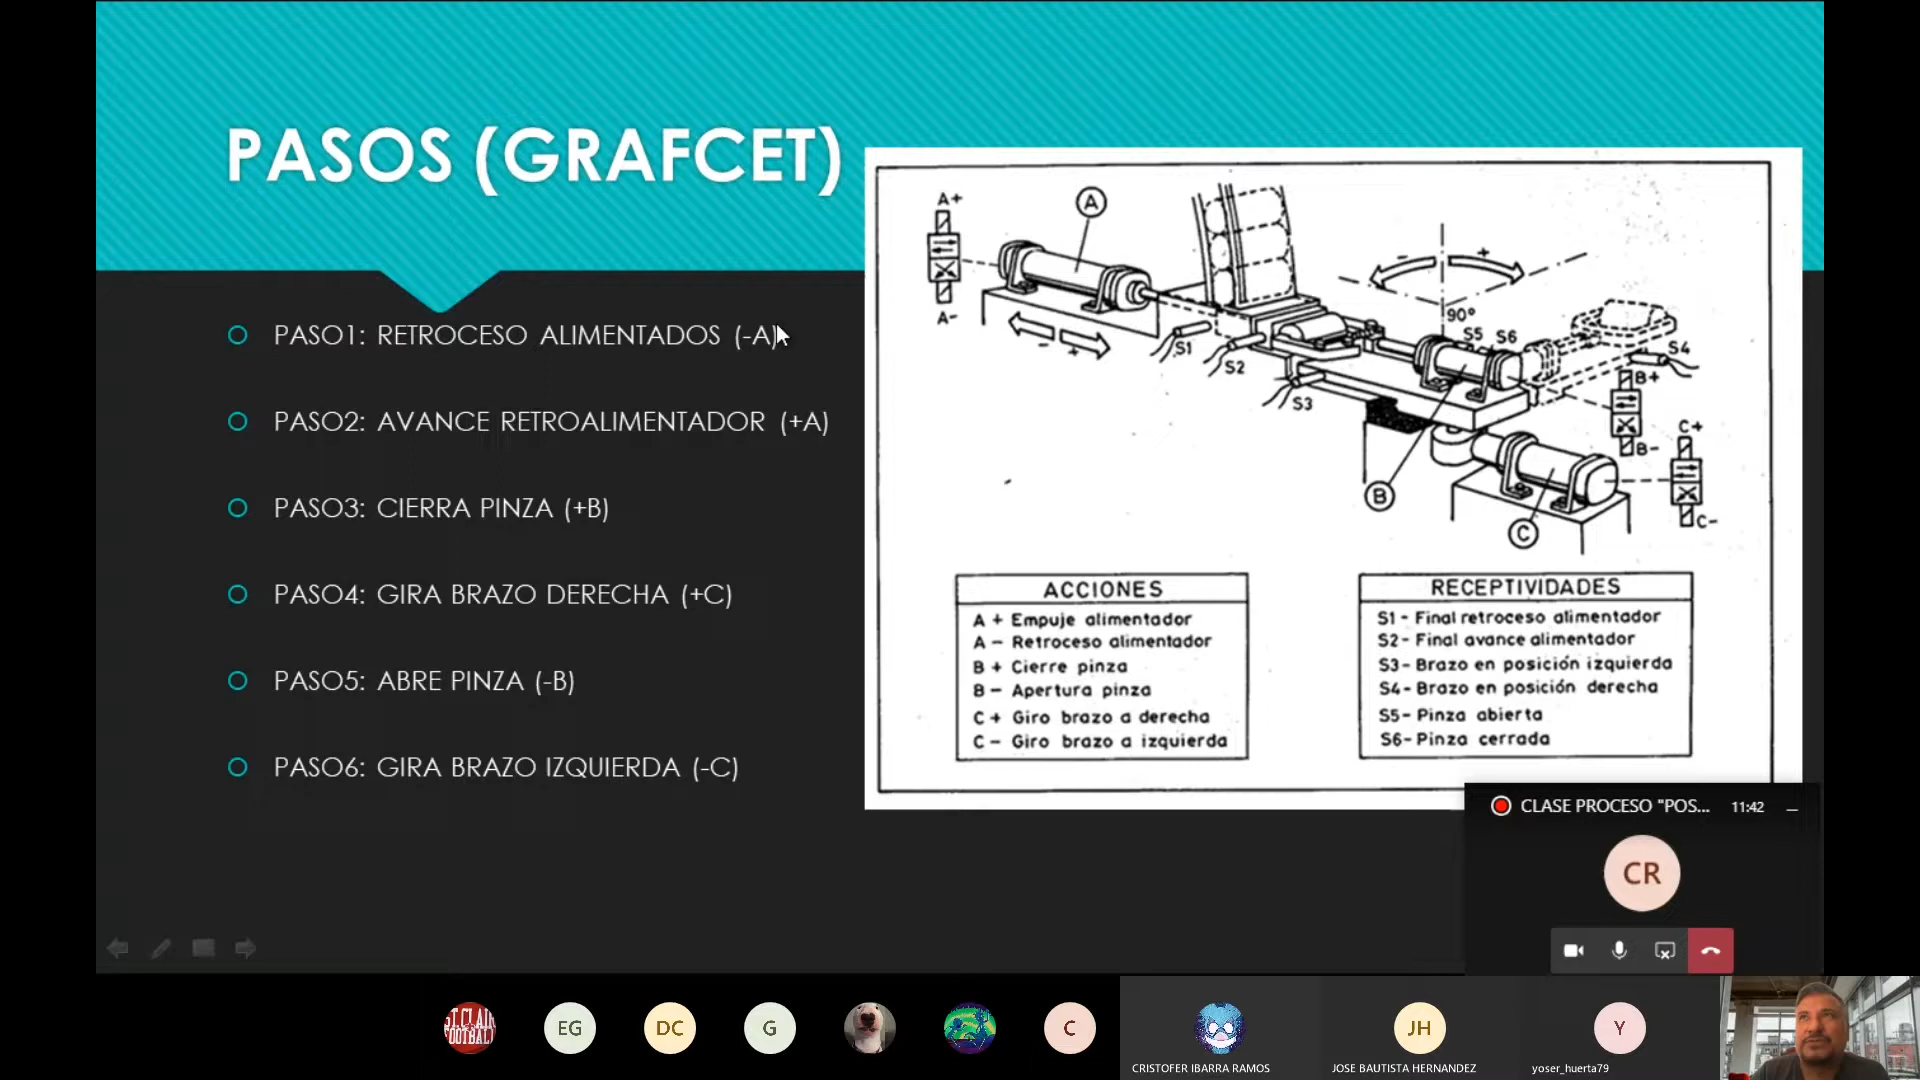 PASOS (GRAFCET)
PASO1: RETROCESO ALIMENTADOS (-A)
PASO2: AVANCE RETROALIMENTADOR (+A)
PASO3: CIERRA PINZA (+B)
PASO4: GIRA BRAZO DERECHA (+C)
PASO5: ABRE PINZA (-B)
PASO6: GIRA BRAZO IZQUIERDA (-C)
A+
A
A-
- +
S1
S2
S3
- +
90°
S5 S6
S4
B+
B-
C+
C-
B
C
ACCIONES
A + Empuje alimentador
A - Retroceso alimentador
B + Cierre pinza
B - Apertura pinza
C + Giro brazo a derecha
C - Giro brazo a izquierda
RECEPTIVIDADES
S1 - Final retroceso alimentador
S2- Final avance alimentador
S3- Brazo en posición izquierda
S4- Brazo en posición derecha
S5- Pinza abierta
S6- Pinza cerrada
CLASE PROCESO "POS... 11:42
CR
ST.CLAIR
FOOTBALL
EG
DC
G
C
JH
Y
CRISTOFER IBARRA RAMOS
JOSE BAUTISTA HERNANDEZ
yoser_huerta79